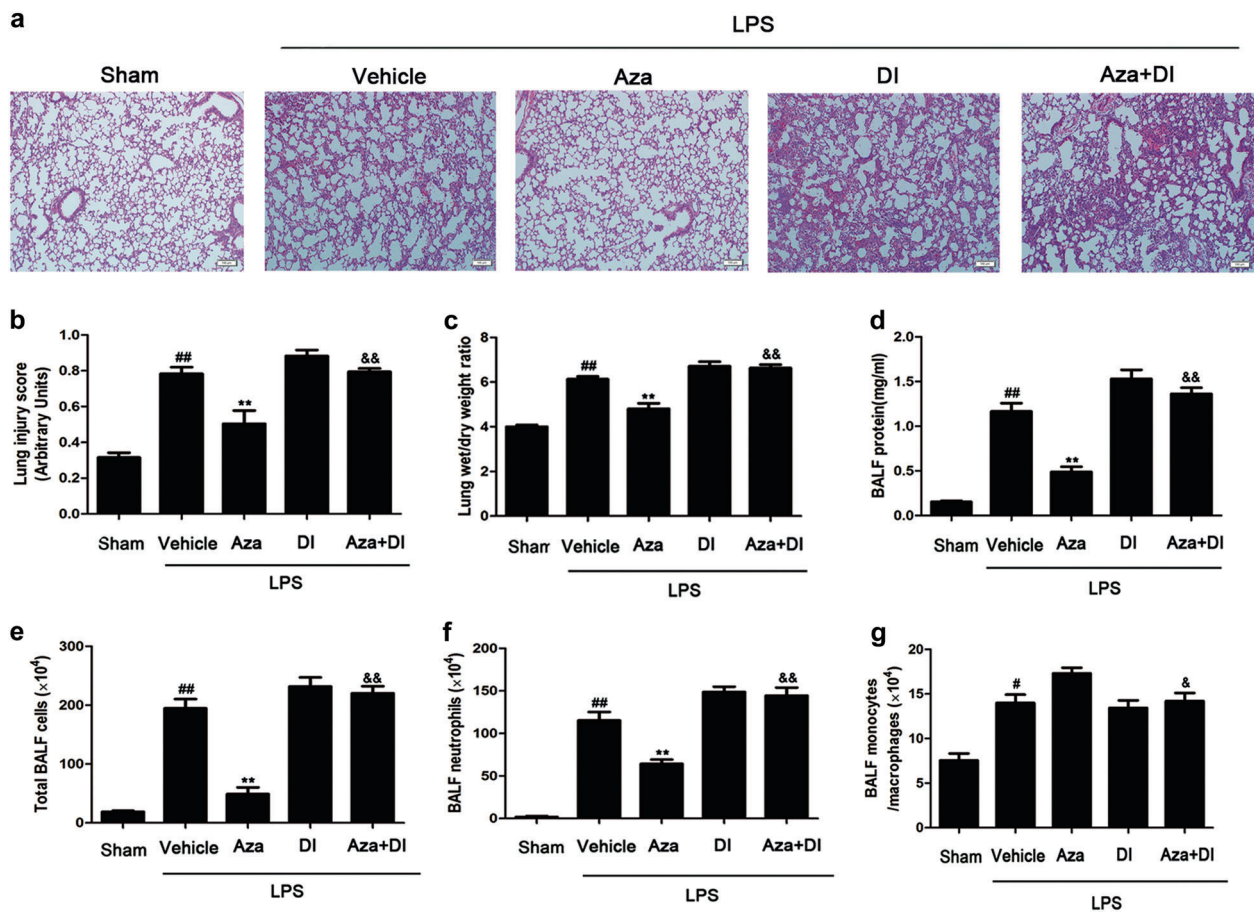 a
LPS
Sham
Vehicle
Aza
DI
Aza+DI
b
Lung injury score
(Arbitrary Units)
1.0
0.8
0.6
0.4
0.2
0.0
##
**
&&
Sham Vehicle Aza DI Aza+DI
LPS
c
Lung wet/dry weight ratio
8
6
4
2
0
##
**
&&
Sham Vehicle Aza DI Aza+DI
LPS
d
BALF protein(mg/ml)
2.0
1.5
1.0
0.5
0.0
##
**
&&
Sham Vehicle Aza DI Aza+DI
LPS
e
Total BALF cells (×10⁴)
300
200
100
0
##
**
&&
Sham Vehicle Aza DI Aza+DI
LPS
f
BALF neutrophils (×10⁴)
200
150
100
50
0
##
**
&&
Sham Vehicle Aza DI Aza+DI
LPS
g
BALF monocytes
/macrophages (×10⁴)
20
15
10
5
0
#
&
Sham Vehicle Aza DI Aza+DI
LPS